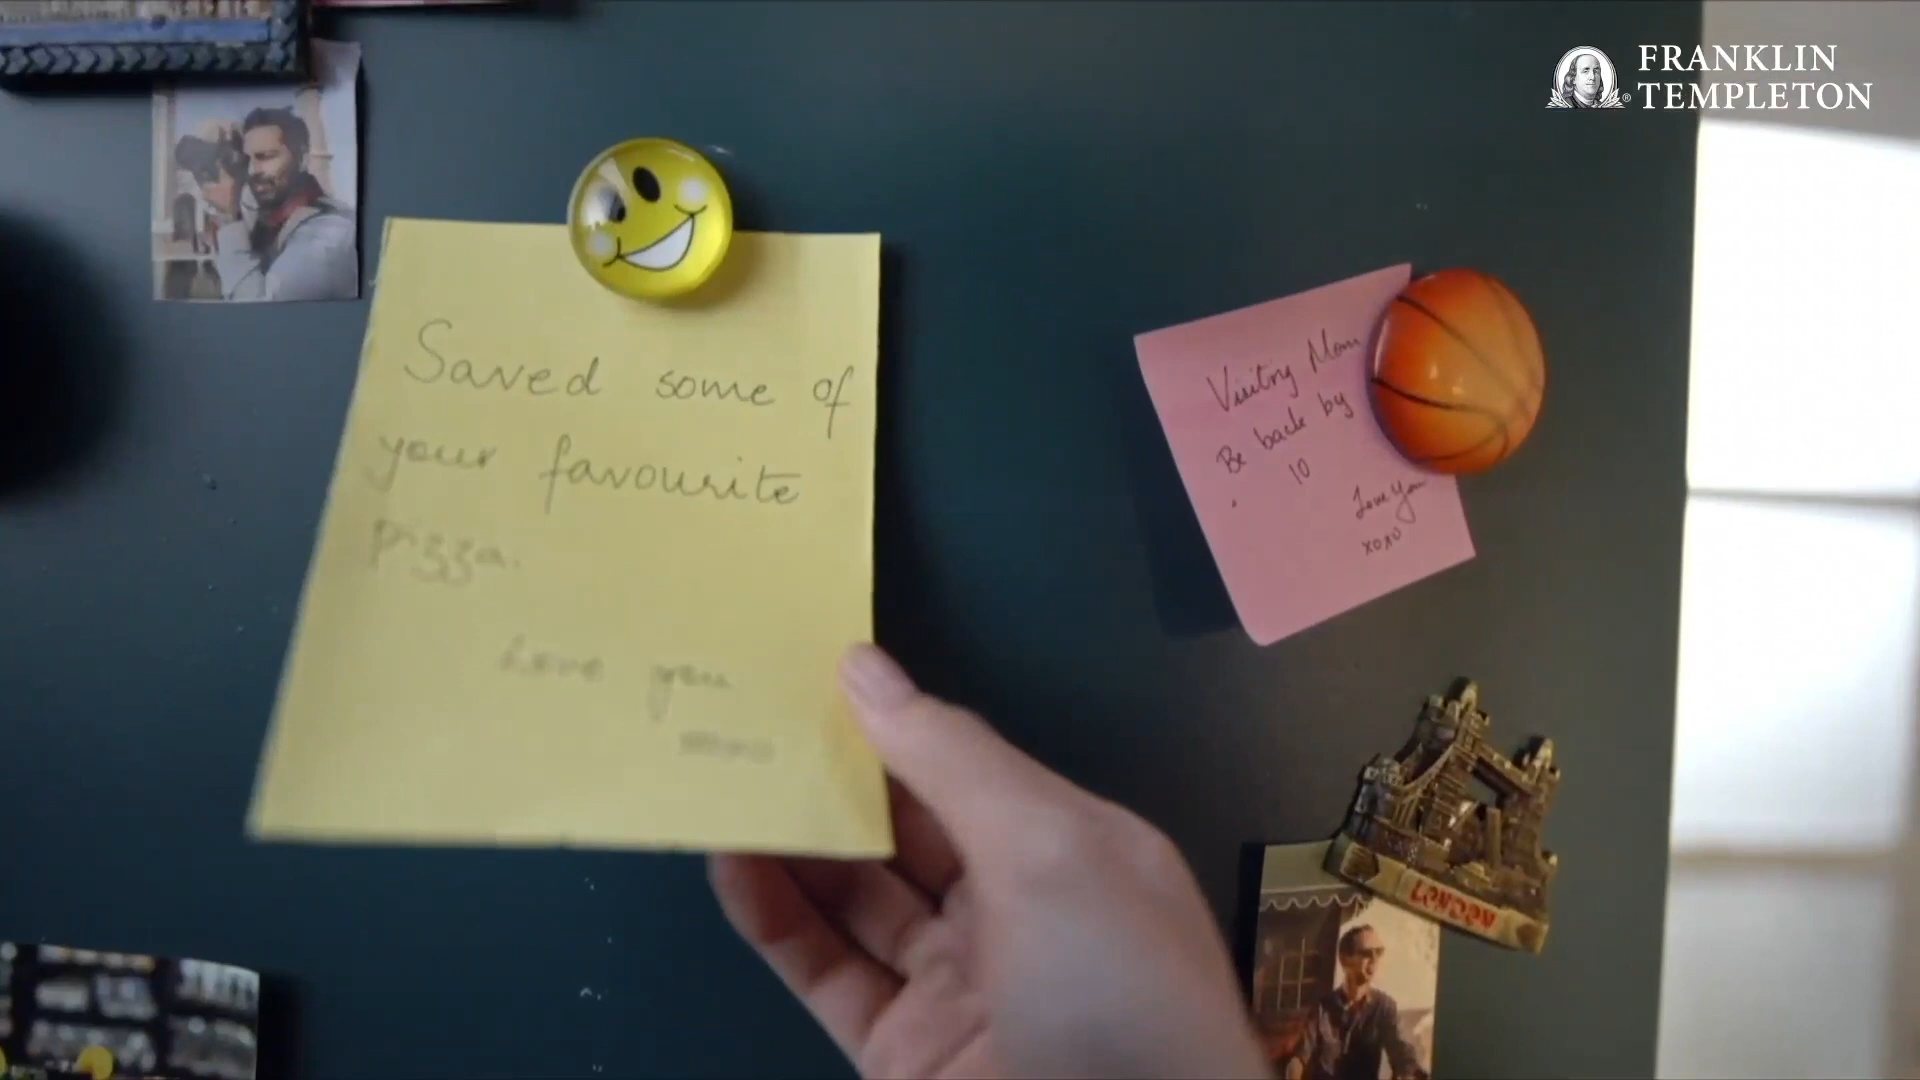 FRANKLIN
TEMPLETON
Saved some of
your favourite
pizza.
Love you
xoxo
Visiting Mom
Be back by
10
Love You
xoxo
LONDON